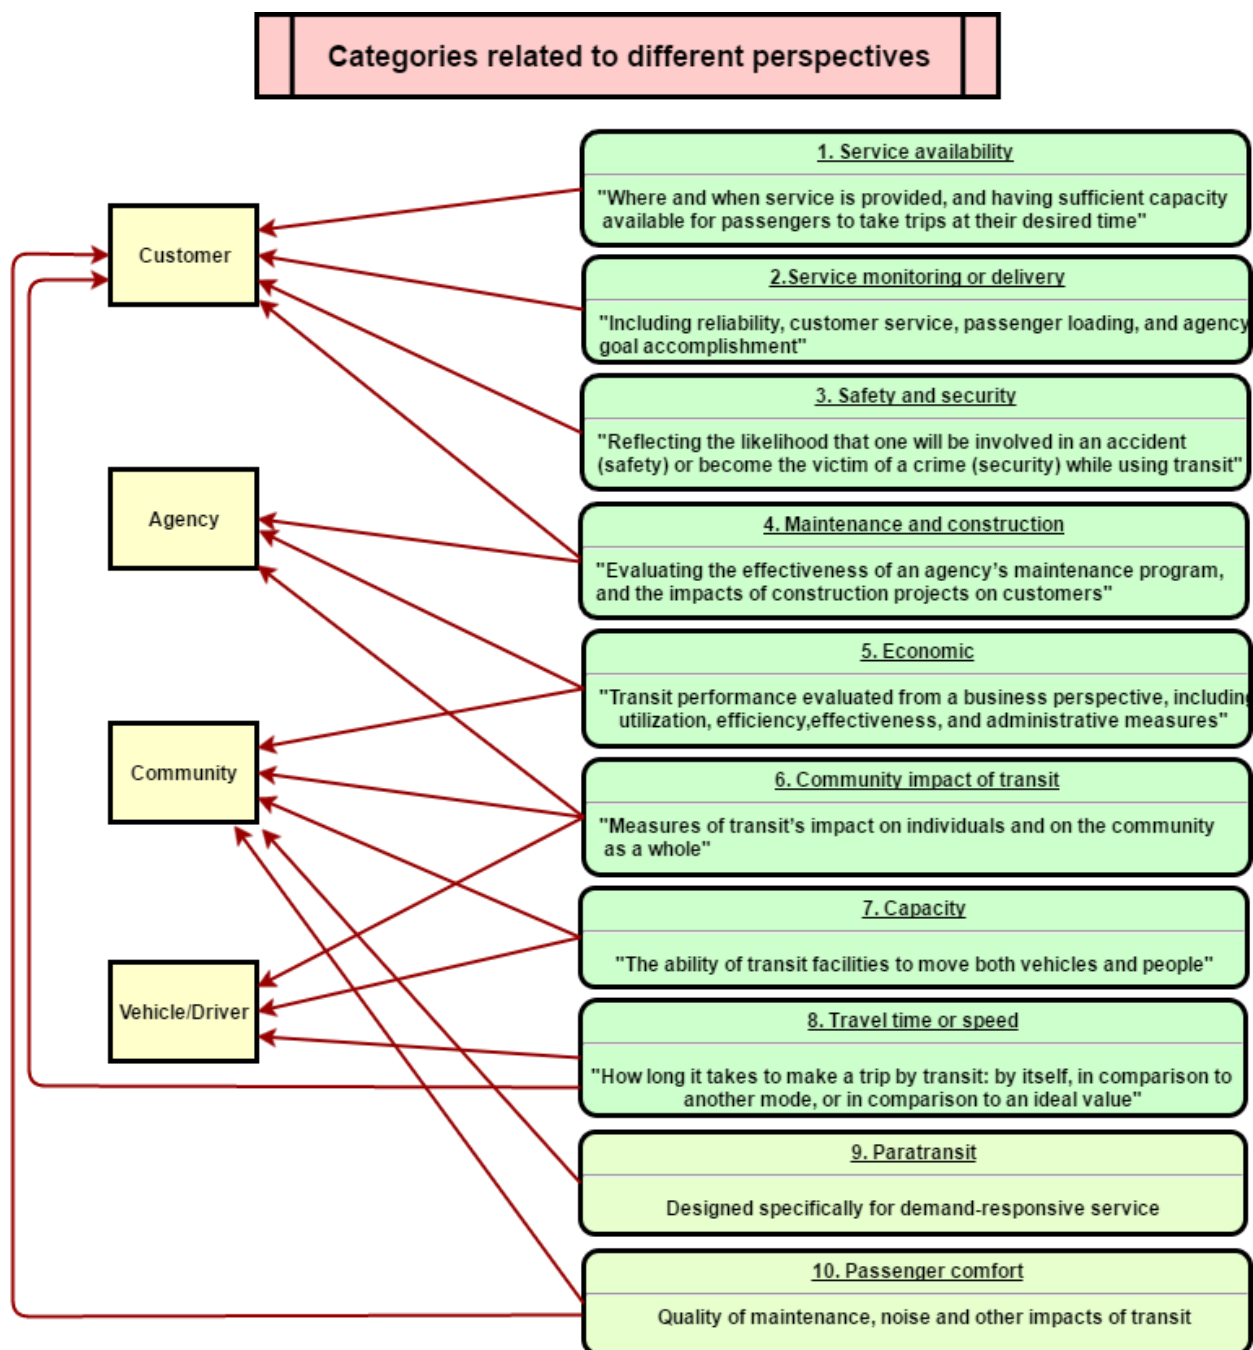 Categories related to different perspectives
Customer
Agency
Community
Vehicle/Driver
1. Service availability
"Where and when service is provided, and having sufficient capacity
available for passengers to take trips at their desired time"
2.Service monitoring or delivery
"Including reliability, customer service, passenger loading, and agency
goal accomplishment"
3. Safety and security
"Reflecting the likelihood that one will be involved in an accident
(safety) or become the victim of a crime (security) while using transit"
4. Maintenance and construction
"Evaluating the effectiveness of an agency's maintenance program,
and the impacts of construction projects on customers"
5. Economic
"Transit performance evaluated from a business perspective, including
utilization, efficiency,effectiveness, and administrative measures"
6. Community impact of transit
"Measures of transit's impact on individuals and on the community
as a whole"
7. Capacity
"The ability of transit facilities to move both vehicles and people"
8. Travel time or speed
"How long it takes to make a trip by transit: by itself, in comparison to
another mode, or in comparison to an ideal value"
9. Paratransit
Designed specifically for demand-responsive service
10. Passenger comfort
Quality of maintenance, noise and other impacts of transit